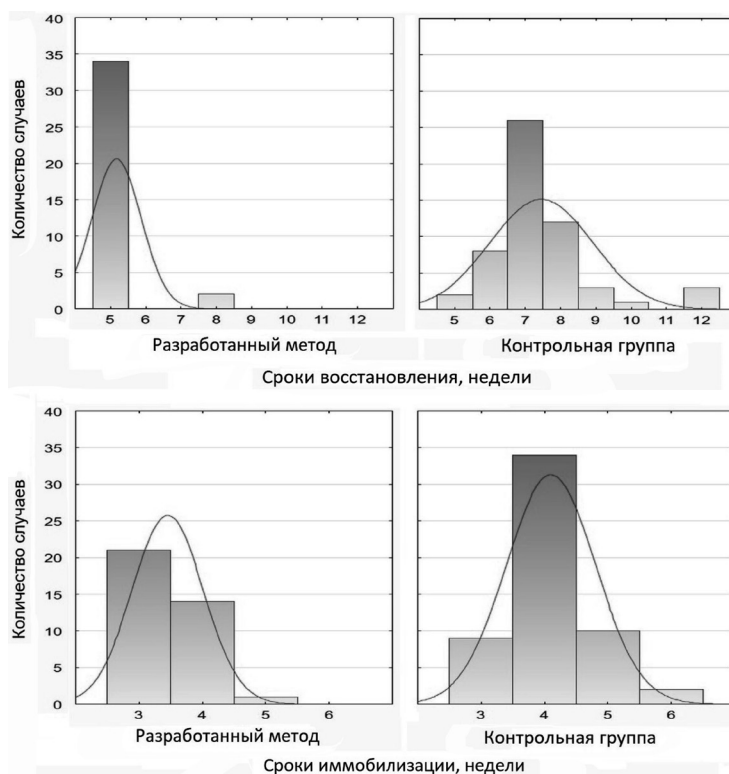 Количество случаев
40
35
30
25
20
15
10
5
0
5 6 7 8 9 10 11 12
5 6 7 8 9 10 11 12
Разработанный метод
Контрольная группа
Сроки восстановления, недели
Количество случаев
40
35
30
25
20
15
10
5
0
3 4 5 6
3 4 5 6
Разработанный метод
Контрольная группа
Сроки иммобилизации, недели